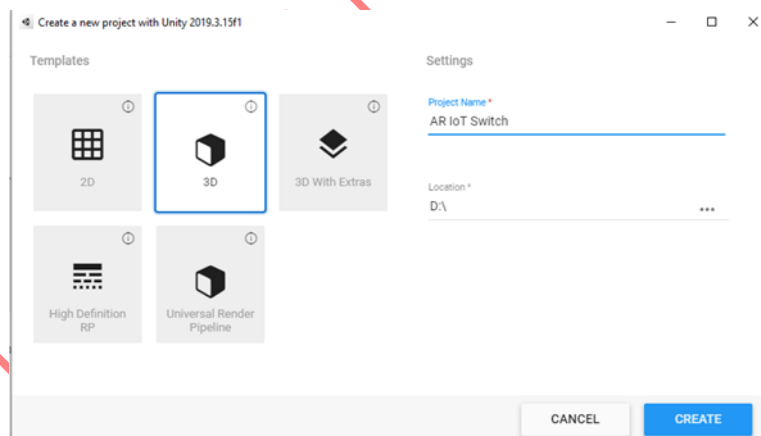 Create a new project with Unity 2019.3.15f1
Templates
Settings
2D
3D
3D With Extras
High Definition
RP
Universal Render
Pipeline
Project Name *
AR IoT Switch
Location *
D:\
CANCEL
CREATE